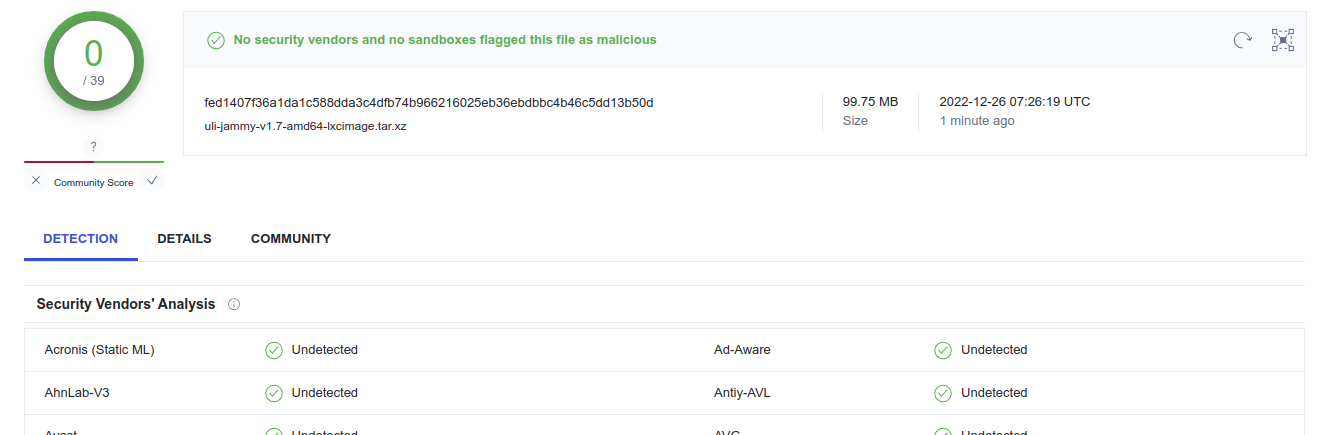 0
/ 39
?
Community Score
No security vendors and no sandboxes flagged this file as malicious
fed1407f36a1da1c588dda3c4dfb74b966216025eb36ebdbbc4b46c5dd13b50d
uli-jammy-v1.7-amd64-lxcimage.tar.xz
99.75 MB
Size
2022-12-26 07:26:19 UTC
1 minute ago
DETECTION DETAILS COMMUNITY
Security Vendors' Analysis
Acronis (Static ML) Undetected Ad-Aware Undetected
AhnLab-V3 Undetected Antiy-AVL Undetected
Avast Undetected AVG Undetected